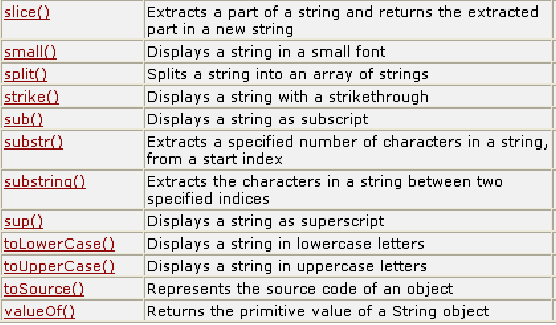 slice() Extracts a part of a string and returns the extracted
part in a new string
small() Displays a string in a small font
split() Splits a string into an array of strings
strike() Displays a string with a strikethrough
sub() Displays a string as subscript
substr() Extracts a specified number of characters in a string,
from a start index
substring() Extracts the characters in a string between two
specified indices
sup() Displays a string as superscript
toLowerCase() Displays a string in lowercase letters
toUpperCase() Displays a string in uppercase letters
toSource() Represents the source code of an object
valueOf() Returns the primitive value of a String object